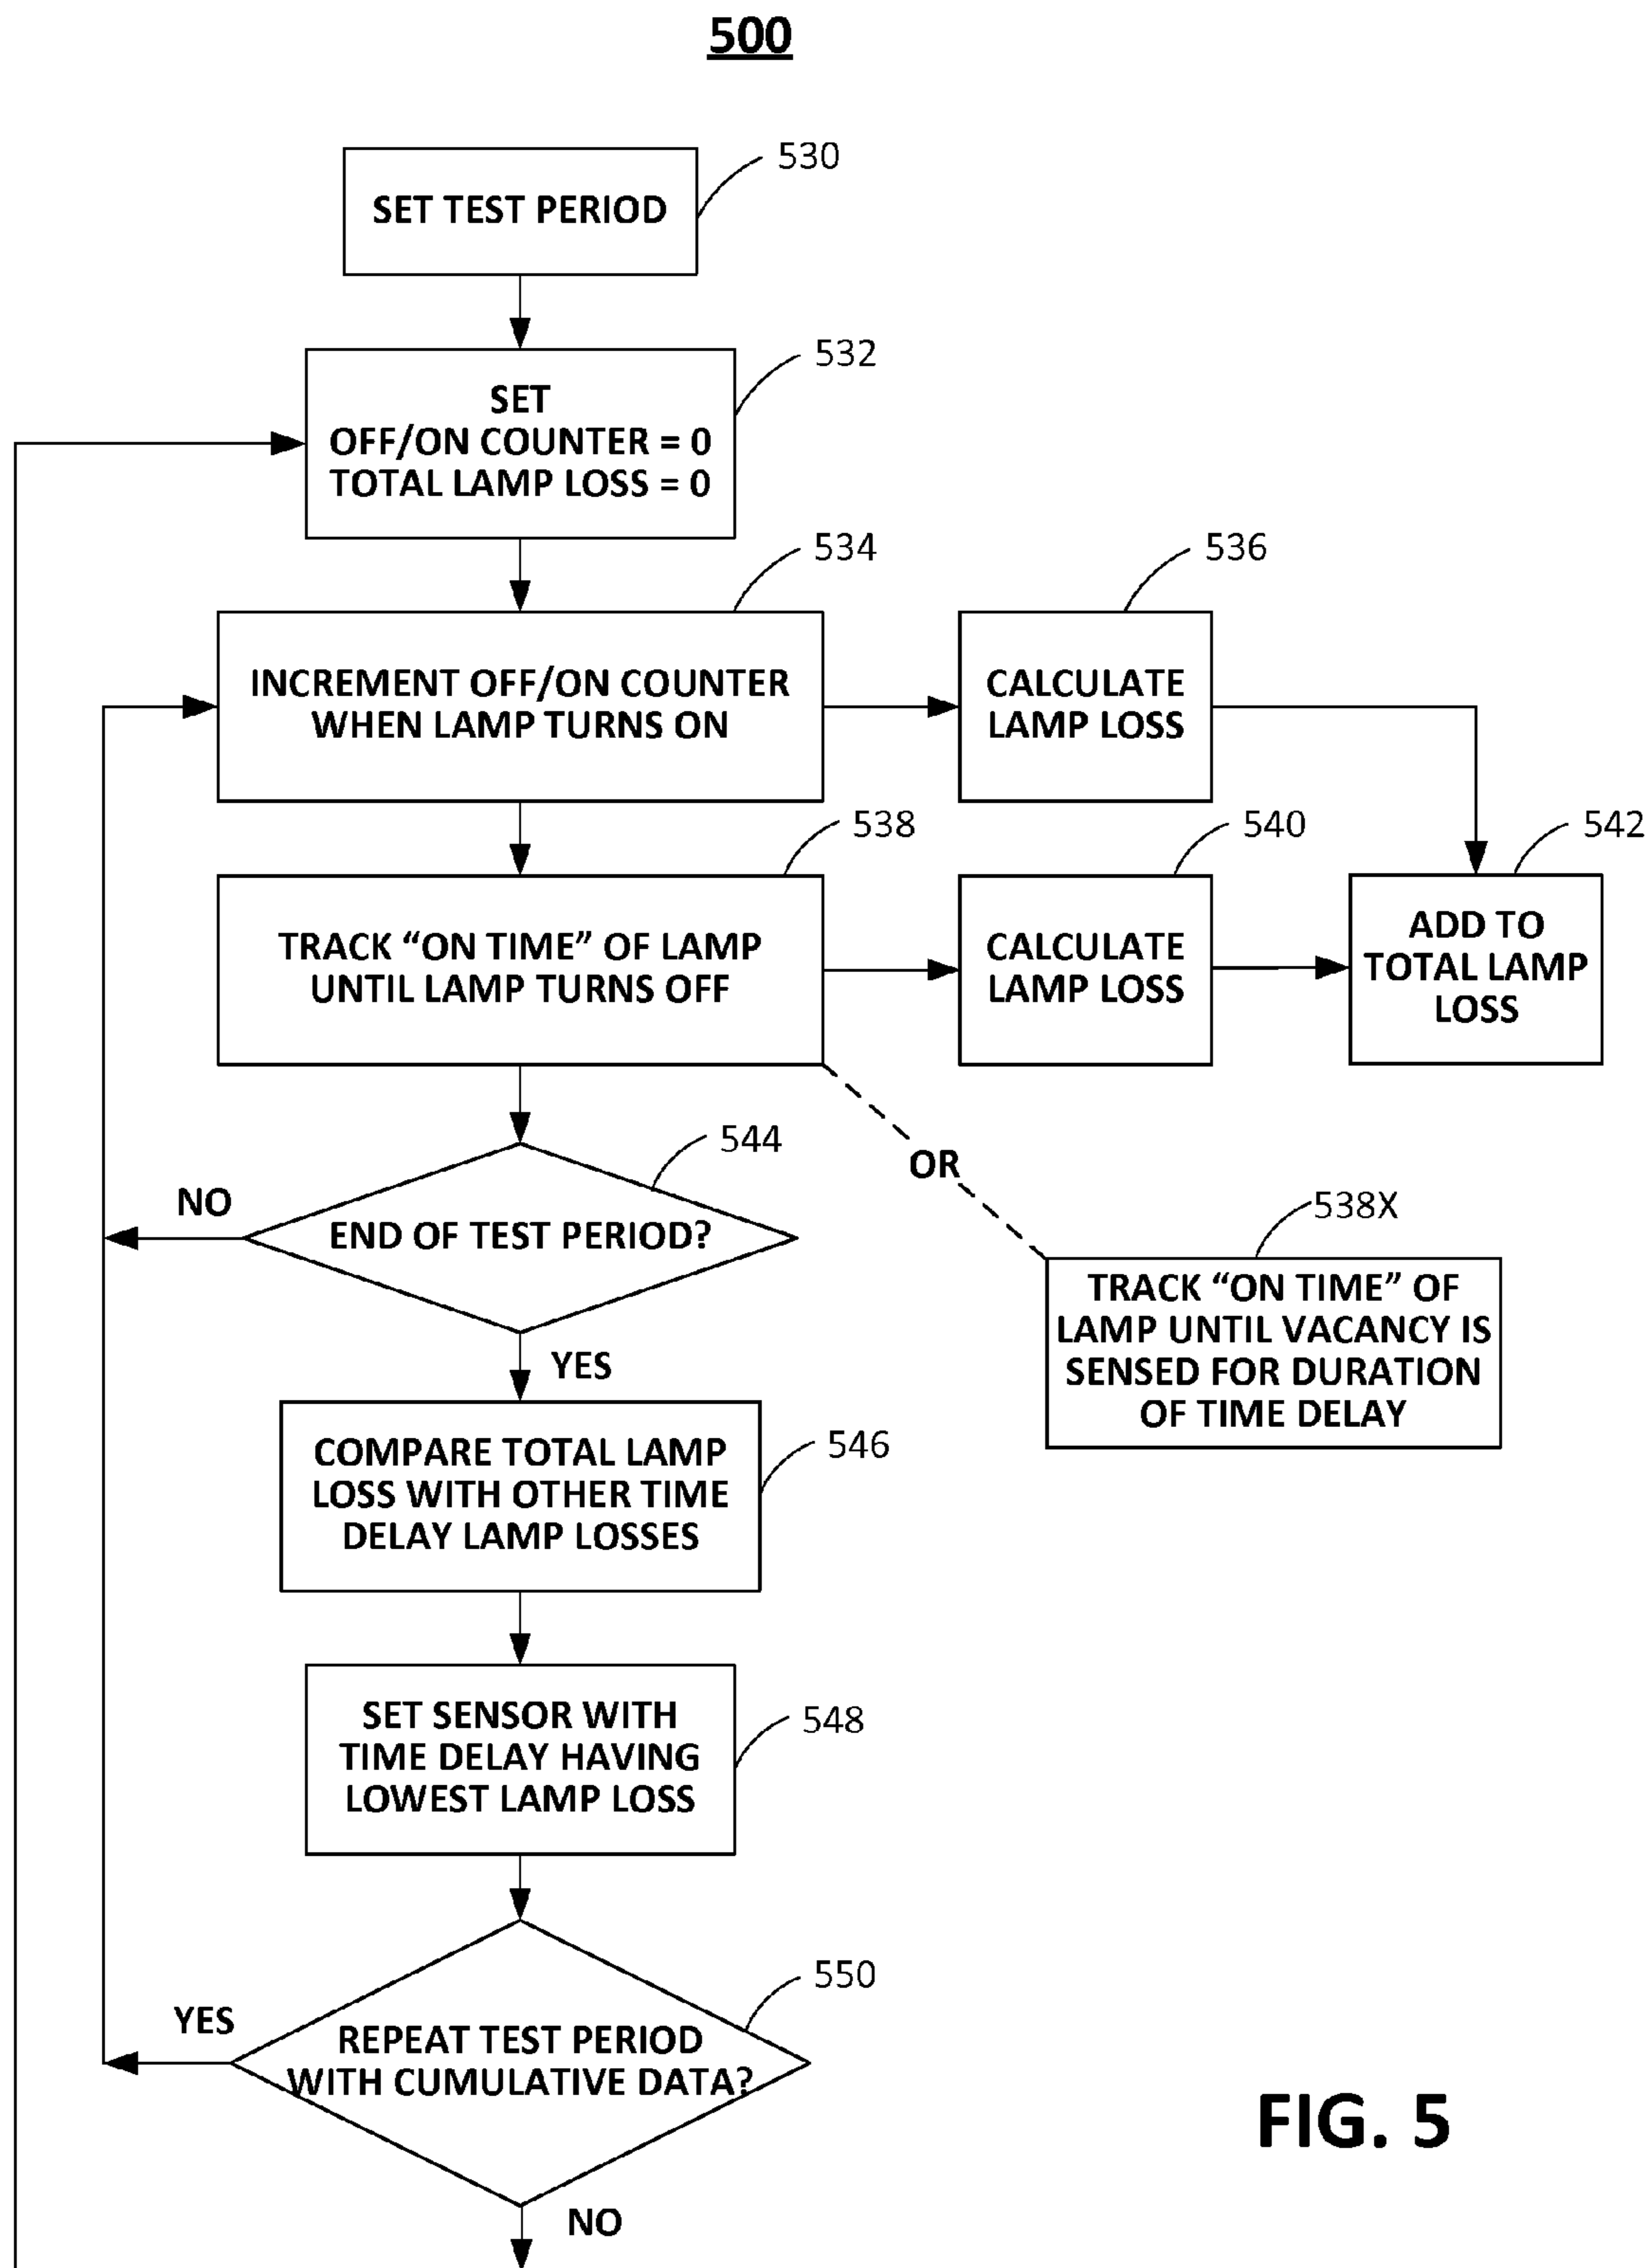 500
530
SET TEST PERIOD
532
SET
OFF/ON COUNTER = 0
TOTAL LAMP LOSS = 0
534
536
INCREMENT OFF/ON COUNTER
WHEN LAMP TURNS ON
CALCULATE
LAMP LOSS
538
540
542
TRACK “ON TIME” OF LAMP
UNTIL LAMP TURNS OFF
CALCULATE
LAMP LOSS
ADD TO
TOTAL LAMP
LOSS
544
OR
NO
END OF TEST PERIOD?
538X
TRACK “ON TIME” OF
LAMP UNTIL VACANCY IS
SENSED FOR DURATION
OF TIME DELAY
YES
546
COMPARE TOTAL LAMP
LOSS WITH OTHER TIME
DELAY LAMP LOSSES
548
SET SENSOR WITH
TIME DELAY HAVING
LOWEST LAMP LOSS
550
YES
REPEAT TEST PERIOD
WITH CUMULATIVE DATA?
FIG. 5
NO